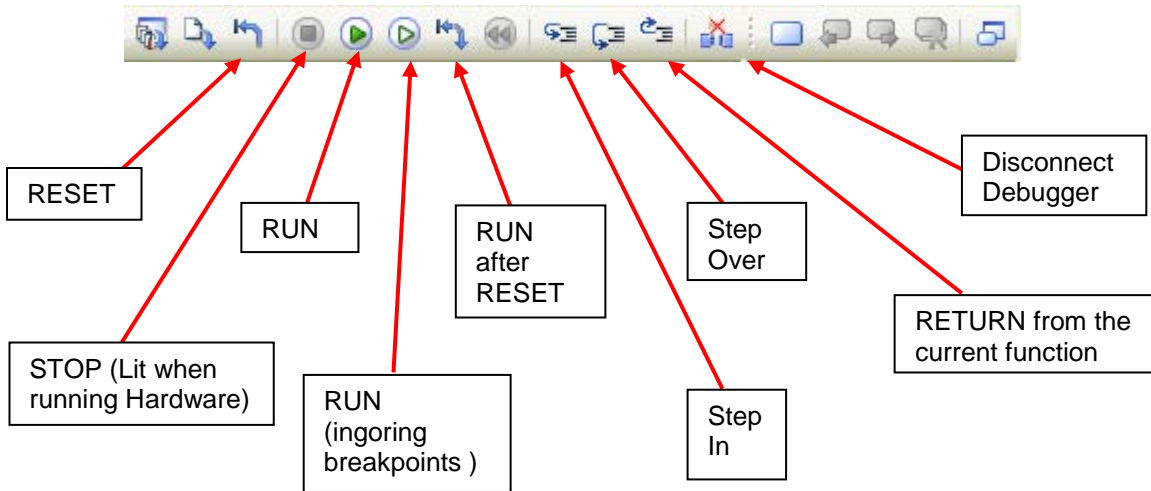 RESET
RUN
RUN
after
RESET
Step
Over
Disconnect
Debugger
STOP (Lit when
running Hardware)
RUN
(ingoring
breakpoints )
Step
In
RETURN from the
current function